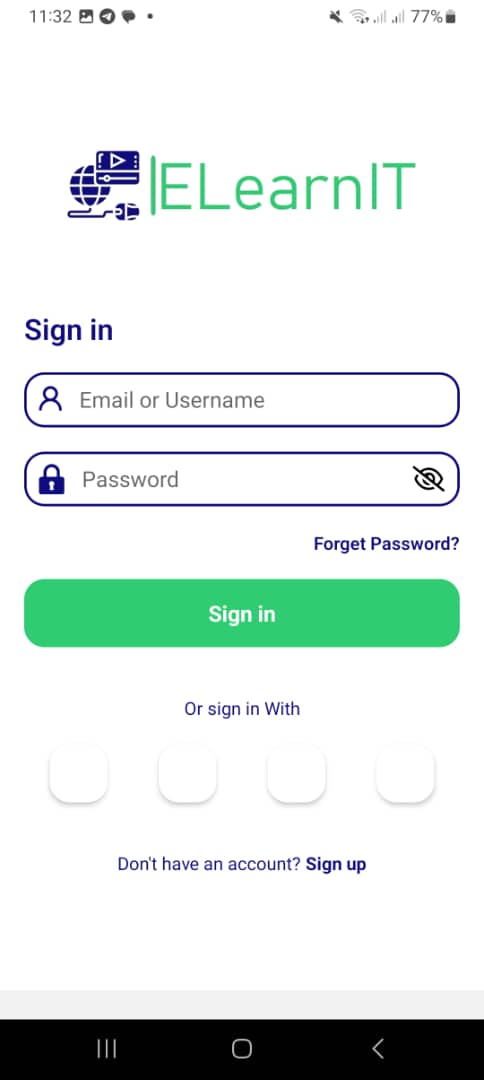 11:32 77%
ELearnIT
Sign in
Email or Username
Password
Forget Password?
Sign in
Or sign in With
Don't have an account? Sign up